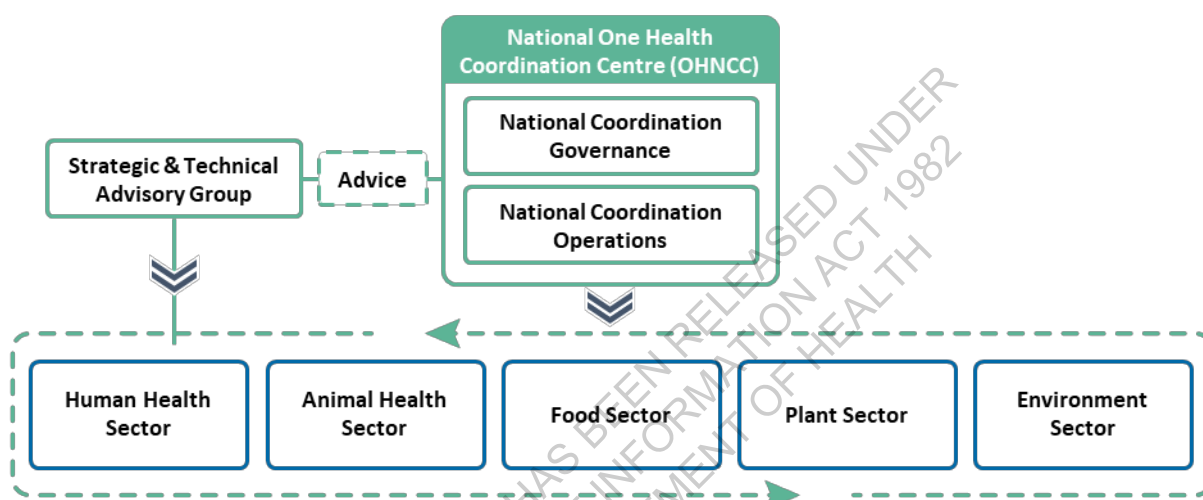 National One Health
Coordination Centre (OHNCC)
National Coordination
Governance
Strategic & Technical
Advisory Group
Advice
National Coordination
Operations
Human Health
Sector
Animal Health
Sector
Food Sector
Plant Sector
Environment
Sector
HAS BEEN RELEASED UNDER
INFORMATION ACT 1982
MENT OF HEALTH